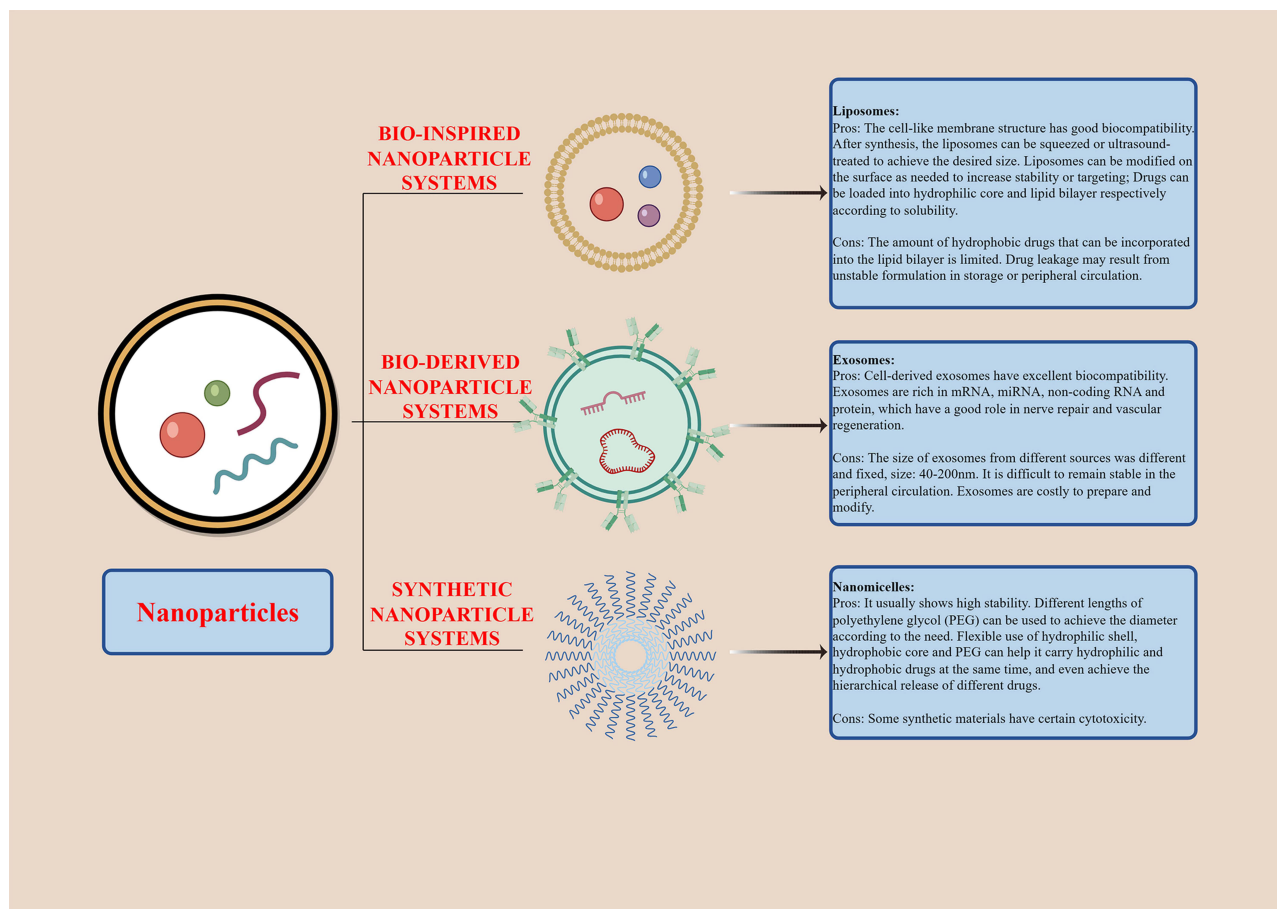 BIO-INSPIRED
NANOPARTICLE
SYSTEMS
Liposomes:
Pros: The cell-like membrane structure has good biocompatibility.
After synthesis, the liposomes can be squeezed or ultrasound-
treated to achieve the desired size. Liposomes can be modified on
the surface as needed to increase stability or targeting; Drugs can
be loaded into hydrophilic core and lipid bilayer respectively
according to solubility.
Cons: The amount of hydrophobic drugs that can be incorporated
into the lipid bilayer is limited. Drug leakage may result from
unstable formulation in storage or peripheral circulation.
BIO-DERIVED
NANOPARTICLE
SYSTEMS
Exosomes:
Pros: Cell-derived exosomes have excellent biocompatibility.
Exosomes are rich in mRNA, miRNA, non-coding RNA and
protein, which have a good role in nerve repair and vascular
regeneration.
Cons: The size of exosomes from different sources was different
and fixed, size: 40-200nm. It is difficult to remain stable in the
peripheral circulation. Exosomes are costly to prepare and
modify.
Nanoparticles
SYNTHETIC
NANOPARTICLE
SYSTEMS
Nanomicelles:
Pros: It usually shows high stability. Different lengths of
polyethylene glycol (PEG) can be used to achieve the diameter
according to the need. Flexible use of hydrophilic shell,
hydrophobic core and PEG can help it carry hydrophilic and
hydrophobic drugs at the same time, and even achieve the
hierarchical release of different drugs.
Cons: Some synthetic materials have certain cytotoxicity.